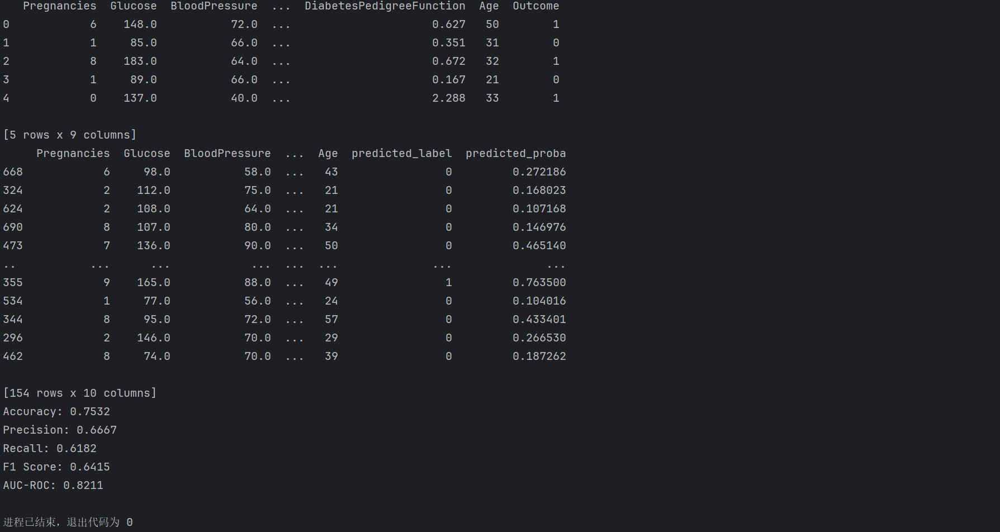 Pregnancies  Glucose  BloodPressure  ...  DiabetesPedigreeFunction  Age  Outcome
0            6    148.0           72.0  ...                     0.627   50        1
1            1     85.0           66.0  ...                     0.351   31        0
2            8    183.0           64.0  ...                     0.672   32        1
3            1     89.0           66.0  ...                     0.167   21        0
4            0    137.0           40.0  ...                     2.288   33        1
[5 rows x 9 columns]
     Pregnancies  Glucose  BloodPressure  ...  Age  predicted_label  predicted_proba
668            6     98.0           58.0  ...   43                0         0.272186
324            2    112.0           75.0  ...   21                0         0.168023
624            2    108.0           64.0  ...   21                0         0.107168
690            8    107.0           80.0  ...   34                0         0.146976
473            7    136.0           90.0  ...   50                0         0.465140
..           ...      ...            ...  ...  ...              ...              ...
355            9    165.0           88.0  ...   49                1         0.763500
534            1     77.0           56.0  ...   24                0         0.104016
344            8     95.0           72.0  ...   57                0         0.433401
296            2    146.0           70.0  ...   29                0         0.266530
462            8     74.0           70.0  ...   39                0         0.187262
[154 rows x 10 columns]
Accuracy: 0.7532
Precision: 0.6667
Recall: 0.6182
F1 Score: 0.6415
AUC-ROC: 0.8211
进程已结束，退出代码为 0